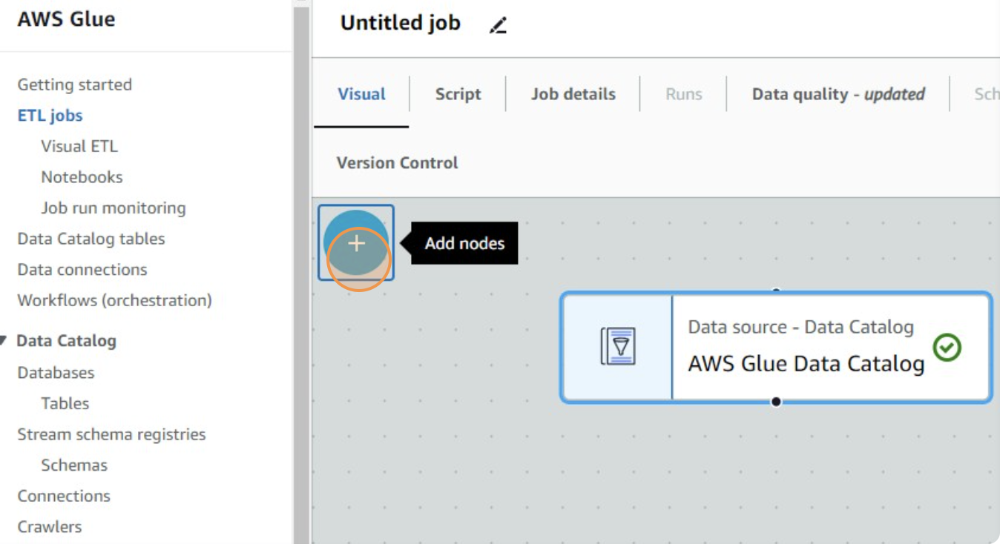 AWS Glue
Getting started
ETL jobs
Visual ETL
Notebooks
Job run monitoring
Data Catalog tables
Data connections
Workflows (orchestration)
Data Catalog
Databases
Tables
Stream schema registries
Schemas
Connections
Crawlers
Untitled job
Visual
Script
Job details
Runs
Data quality - updated
Sch
Version Control
Add nodes
Data source - Data Catalog
AWS Glue Data Catalog